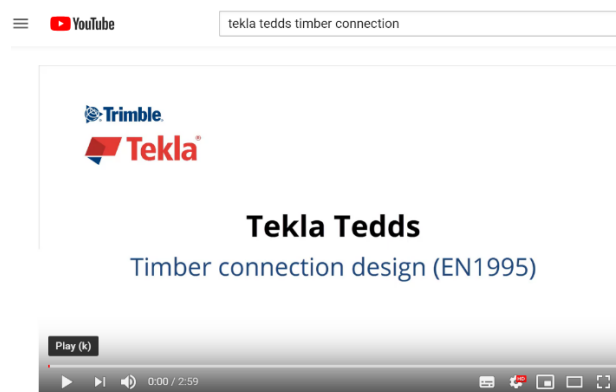 YouTube
tekla tedds timber connection
Trimble.
Tekla®
Tekla Tedds
Timber connection design (EN1995)
Play (k)
0:00 / 2:59
HD